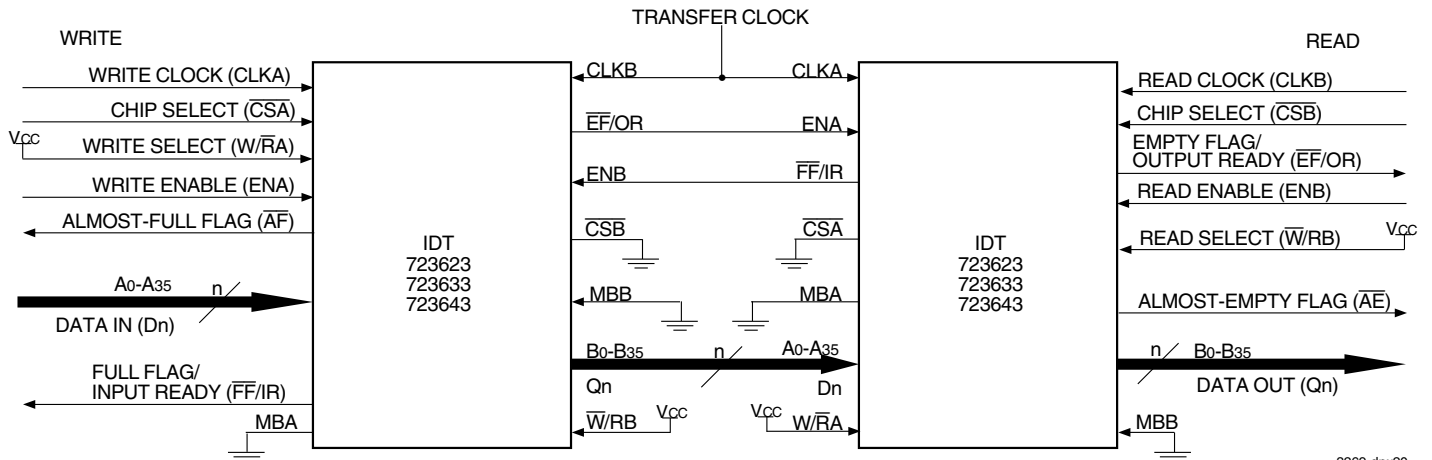 TRANSFER CLOCK
WRITE
READ
WRITE CLOCK (CLKA)
CHIP SELECT (CSA)
VCC
WRITE SELECT (W/RA)
WRITE ENABLE (ENA)
ALMOST-FULL FLAG (AF)
A0-A35
n
DATA IN (Dn)
FULL FLAG/
INPUT READY (FF/IR)
MBA
IDT
723623
723633
723643
CLKB
CLKA
EF/OR
ENA
ENB
FF/IR
CSB
CSA
MBB
MBA
B0-B35
n
A0-A35
Qn
Dn
W/RB
VCC
VCC
W/RA
IDT
723623
723633
723643
READ CLOCK (CLKB)
CHIP SELECT (CSB)
EMPTY FLAG/
OUTPUT READY (EF/OR)
READ ENABLE (ENB)
READ SELECT (W/RB)
VCC
ALMOST-EMPTY FLAG (AE)
n
B0-B35
DATA OUT (Qn)
MBB